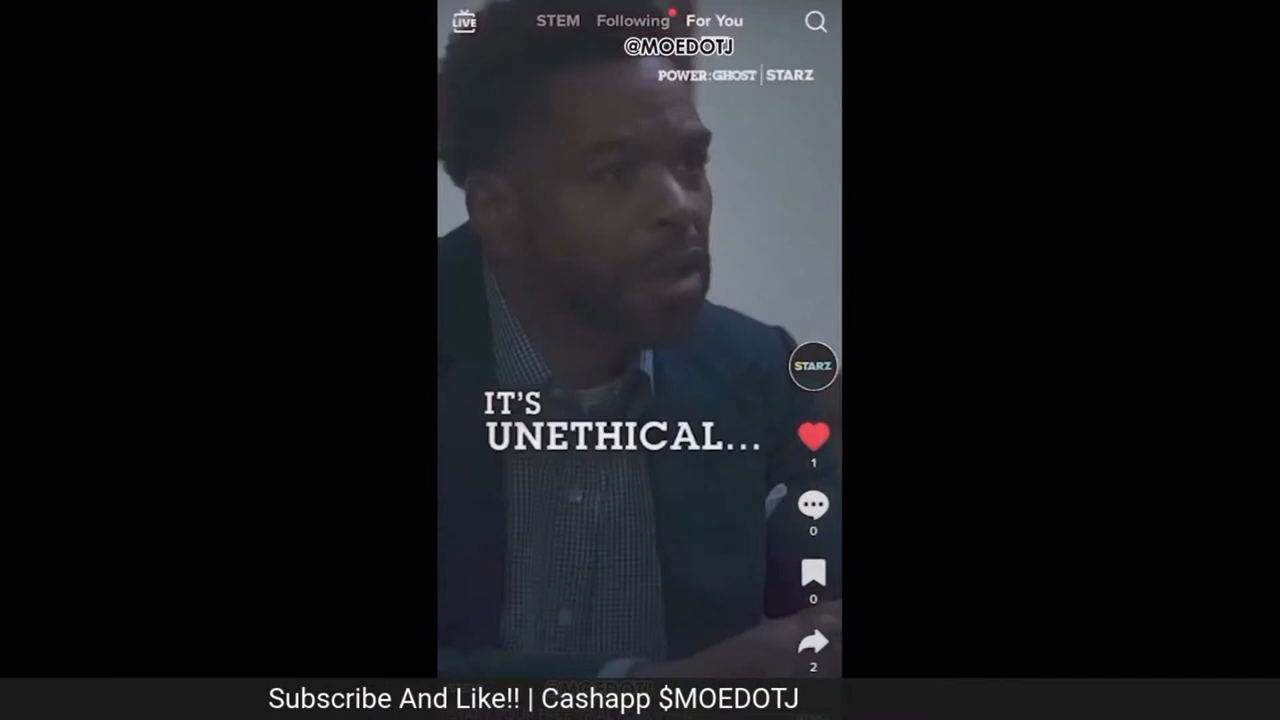 LIVE
STEM Following For You
@MOEDOTJ
POWER:GHOST | STARZ
STARZ
IT'S
UNETHICAL...
1
0
0
2
Subscribe And Like!! | Cashapp $MOEDOTJ